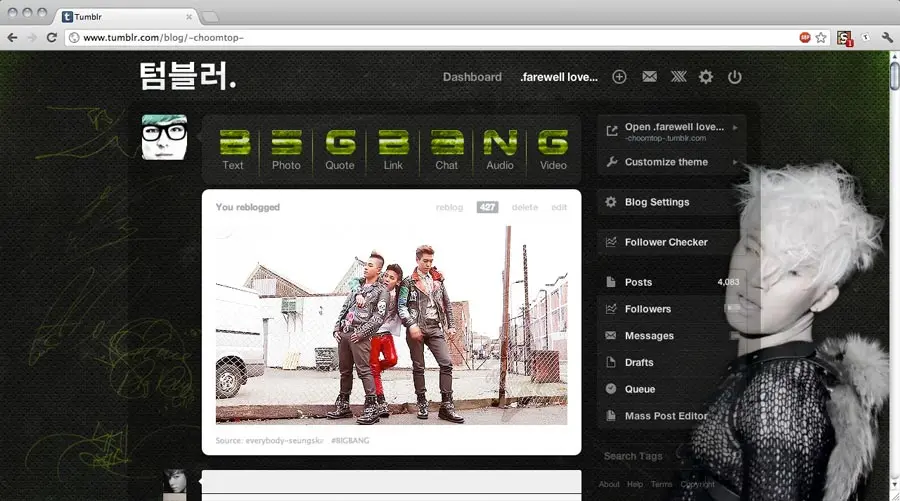 Tumblr
www.tumblr.com/blog/-choomtop-
텀블러.
Dashboard .farewell love...
BIGBANG
Text Photo Quote Link Chat Audio Video
Open .farewell love...
-choomtop-.tumblr.com
Customize theme
You reblogged reblog 427 delete edit
Blog Settings
Follower Checker
Posts 4,083
Followers
Messages
Drafts
Queue
Mass Post Editor
Source: everybody-seungskr #BIGBANG
Search Tags
About Help Terms Copyright